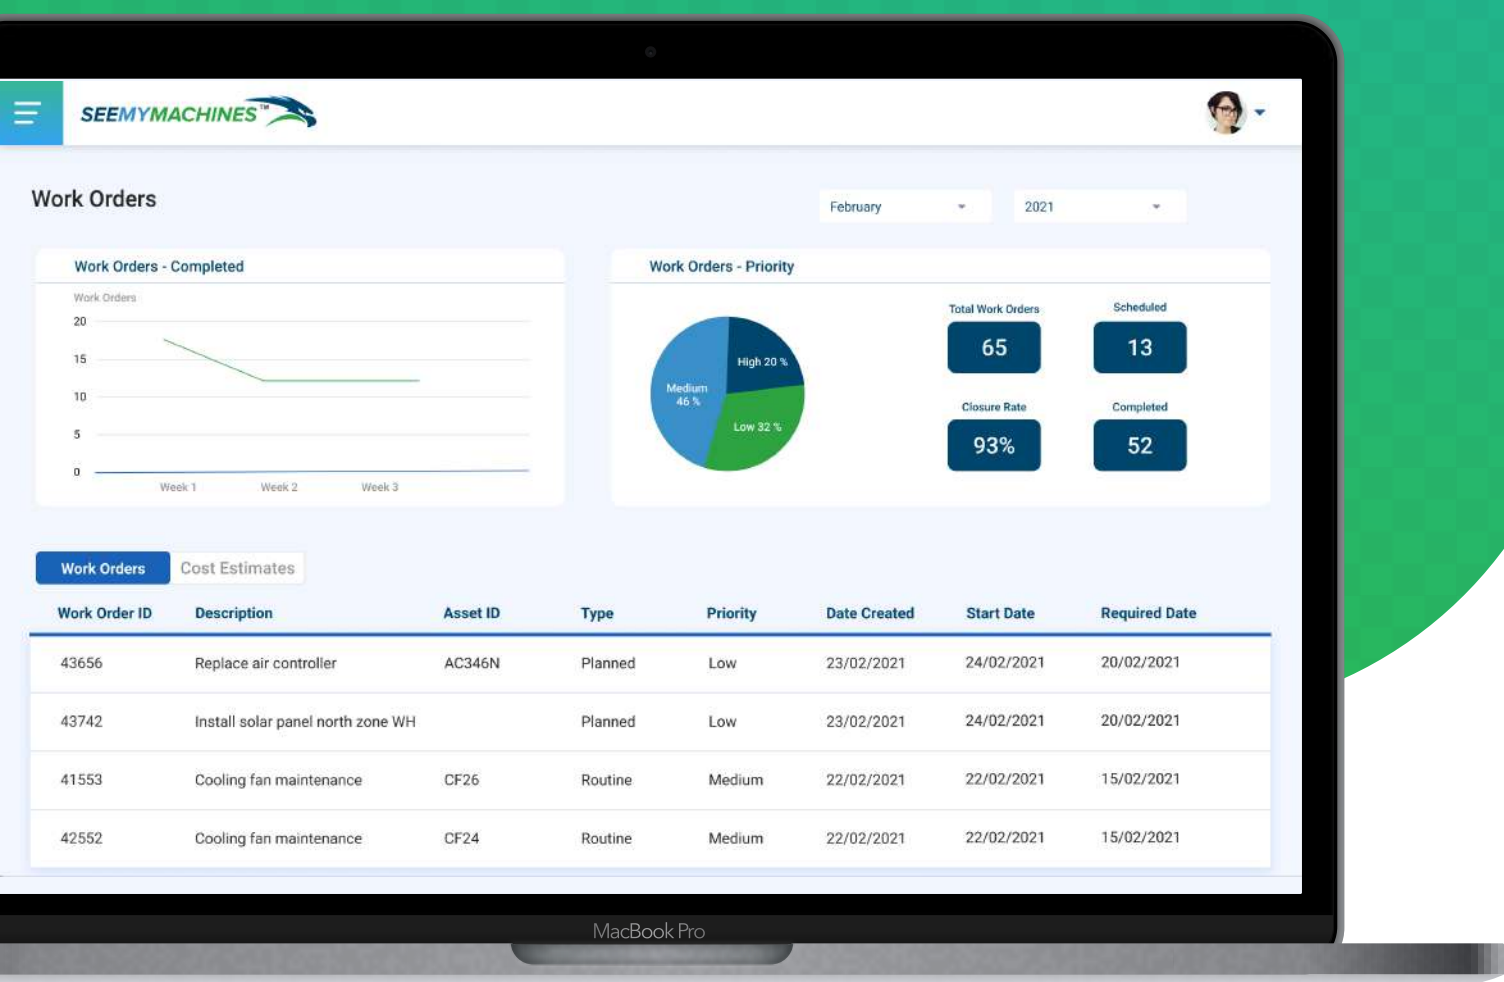 SEEMYMACHINES™
Work Orders
February 2021
Work Orders - Completed
Work Orders
20
15
10
5
0
Week 1 Week 2 Week 3
Work Orders - Priority
High 20 %
Medium
46 %
Low 32 %
Total Work Orders Scheduled
65 13
Closure Rate Completed
93% 52
Work Orders Cost Estimates
Work Order ID Description Asset ID Type Priority Date Created Start Date Required Date
43656 Replace air controller AC346N Planned Low 23/02/2021 24/02/2021 20/02/2021
43742 Install solar panel north zone WH Planned Low 23/02/2021 24/02/2021 20/02/2021
41553 Cooling fan maintenance CF26 Routine Medium 22/02/2021 22/02/2021 15/02/2021
42552 Cooling fan maintenance CF24 Routine Medium 22/02/2021 22/02/2021 15/02/2021
MacBook Pro